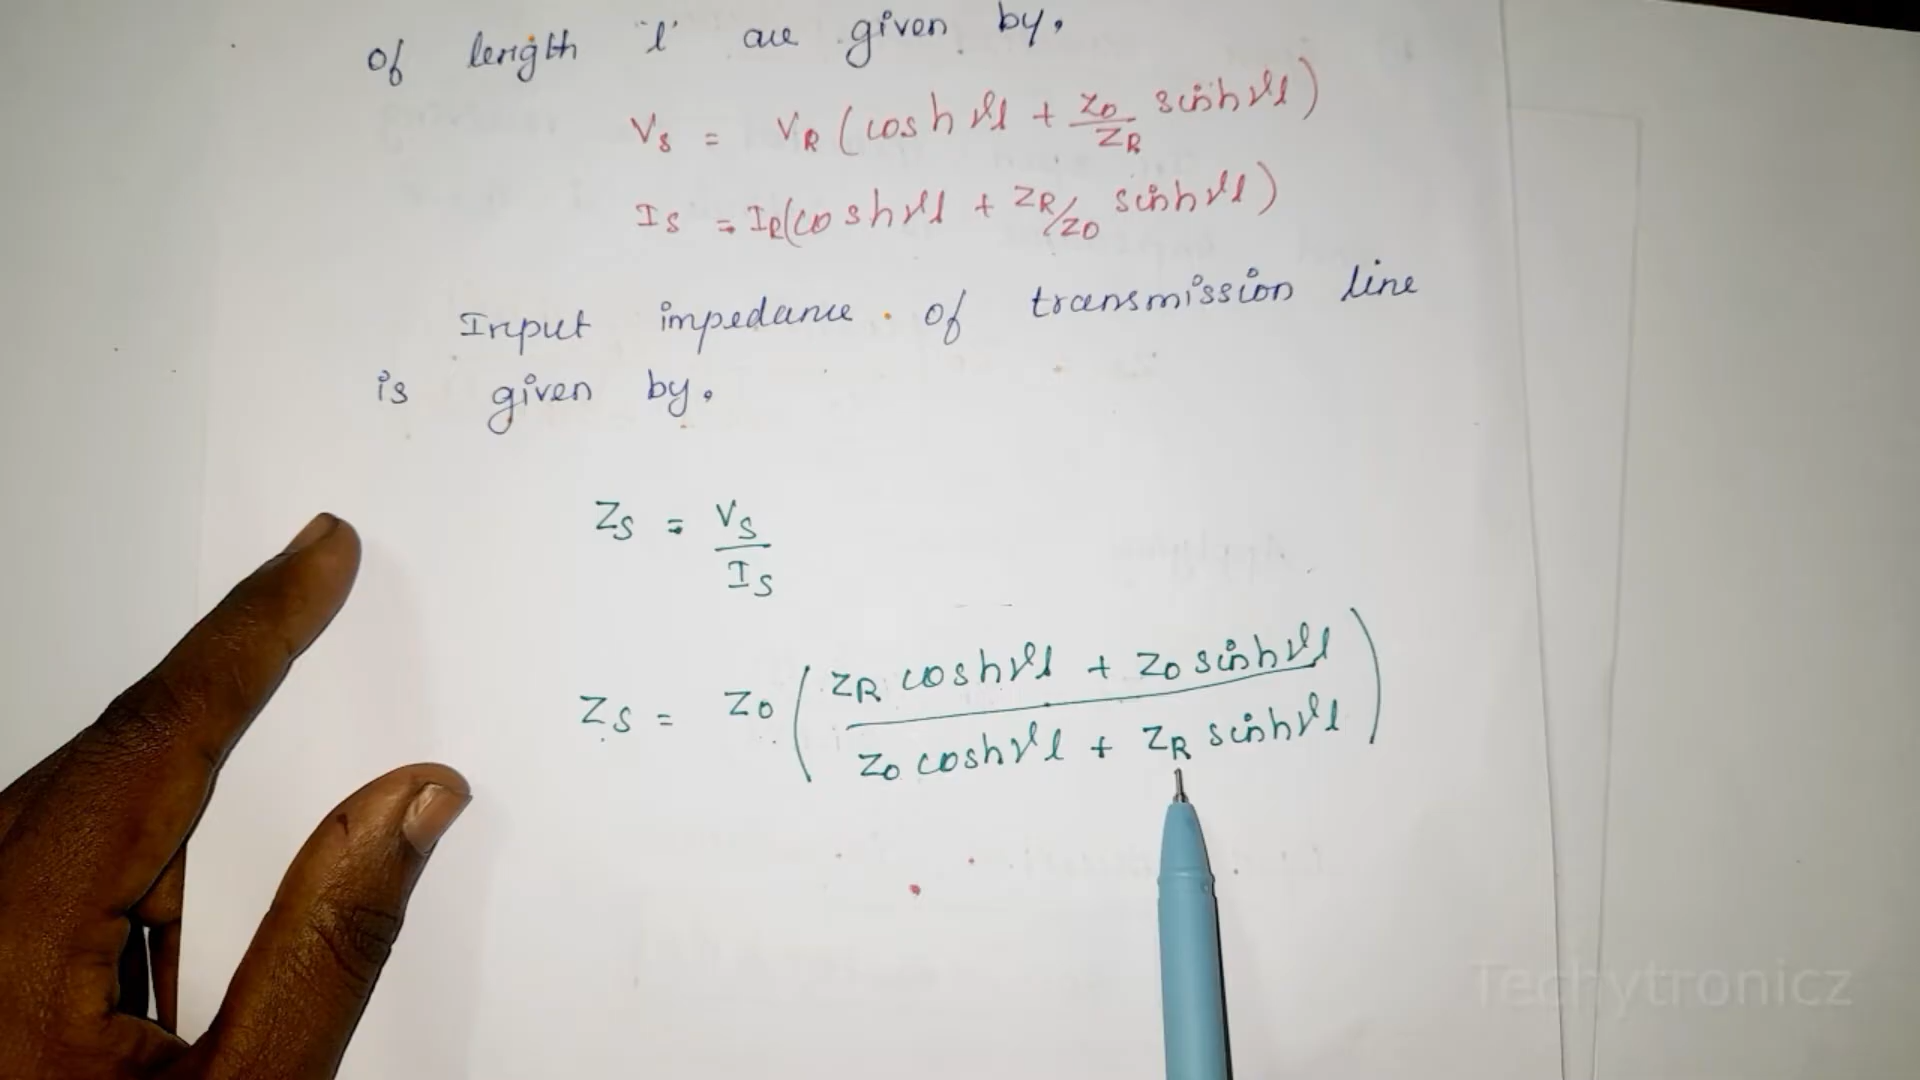 of length 'l' are given by,
VS = VR (cosh γl + Z0/ZR sinh γl)
IS = IR(cosh γl + ZR/Z0 sinh γl)
Input impedance of transmission line
is given by,
ZS = VS/IS
ZS = Z0 (ZR cosh γl + Z0 sinh γl / Z0 cosh γl + ZR sinh γl)
Techytronicz